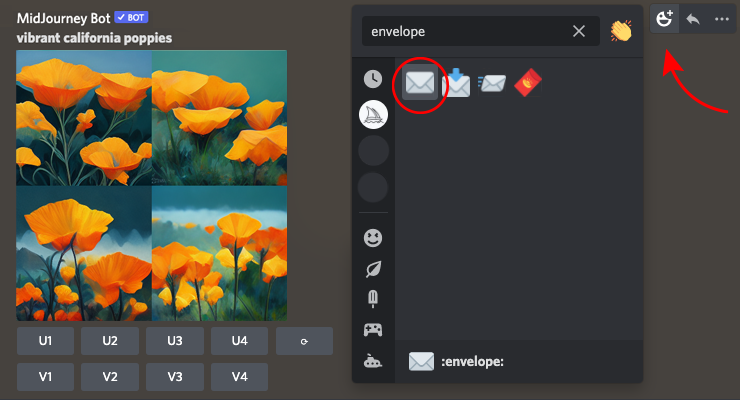 MidJourney Bot ✓ BOT
vibrant california poppies
U1 U2 U3 U4
V1 V2 V3 V4
envelope
:envelope: